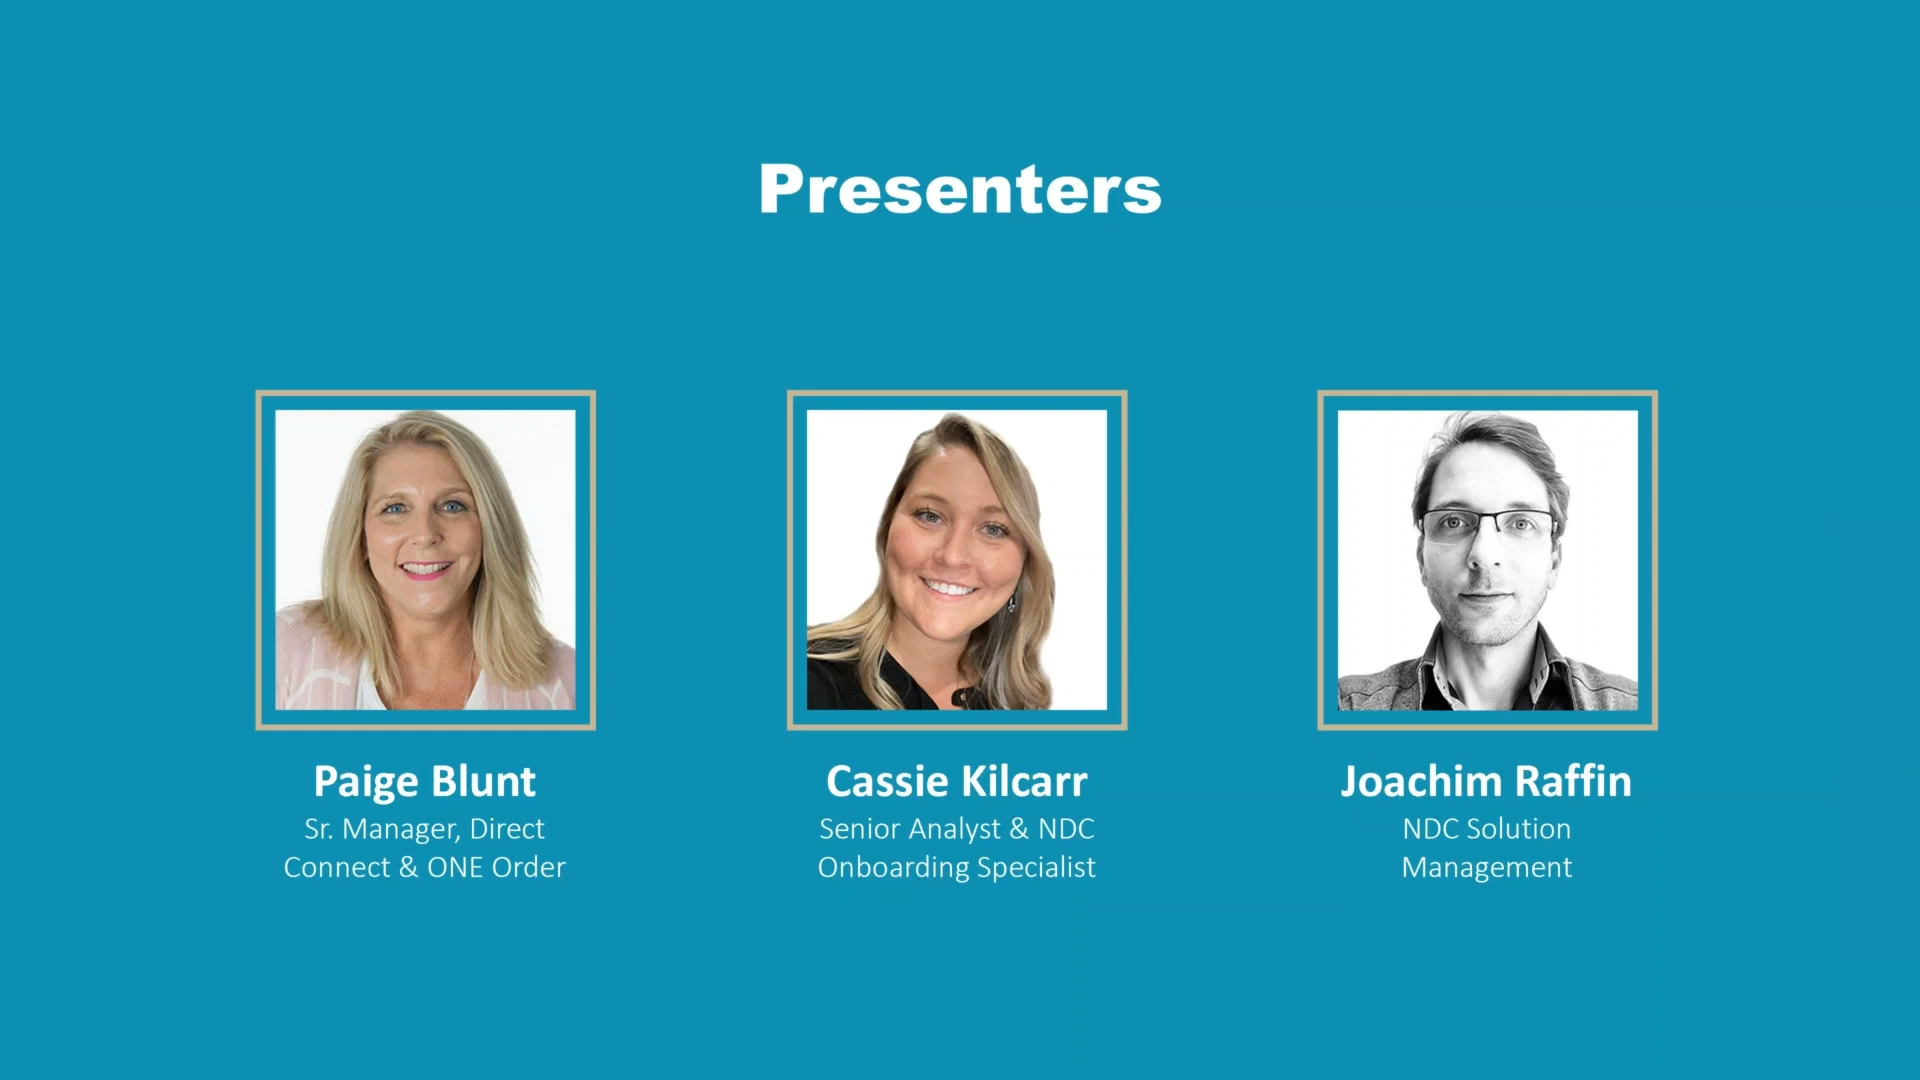 Presenters
Paige Blunt
Sr. Manager, Direct
Connect & ONE Order
Cassie Kilcarr
Senior Analyst & NDC
Onboarding Specialist
Joachim Raffin
NDC Solution
Management